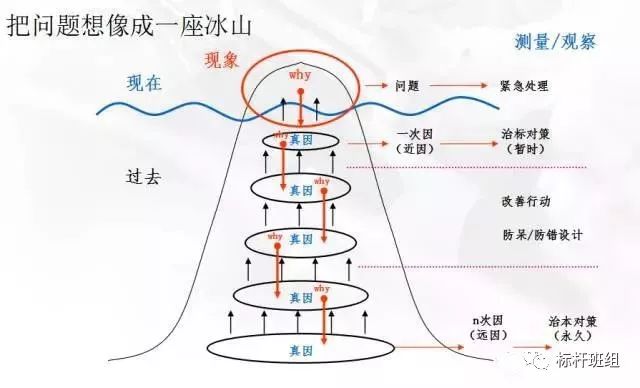 把问题想像成一座冰山
测量/观察
现象
现在
why
问题
紧急处理
why
真因
一次因
（近因）
治标对策
（暂时）
过去
真因
why
改善行动
why
真因
防呆/防错设计
真因
why
n次因
（远因）
治本对策
（永久）
真因
标杆班组